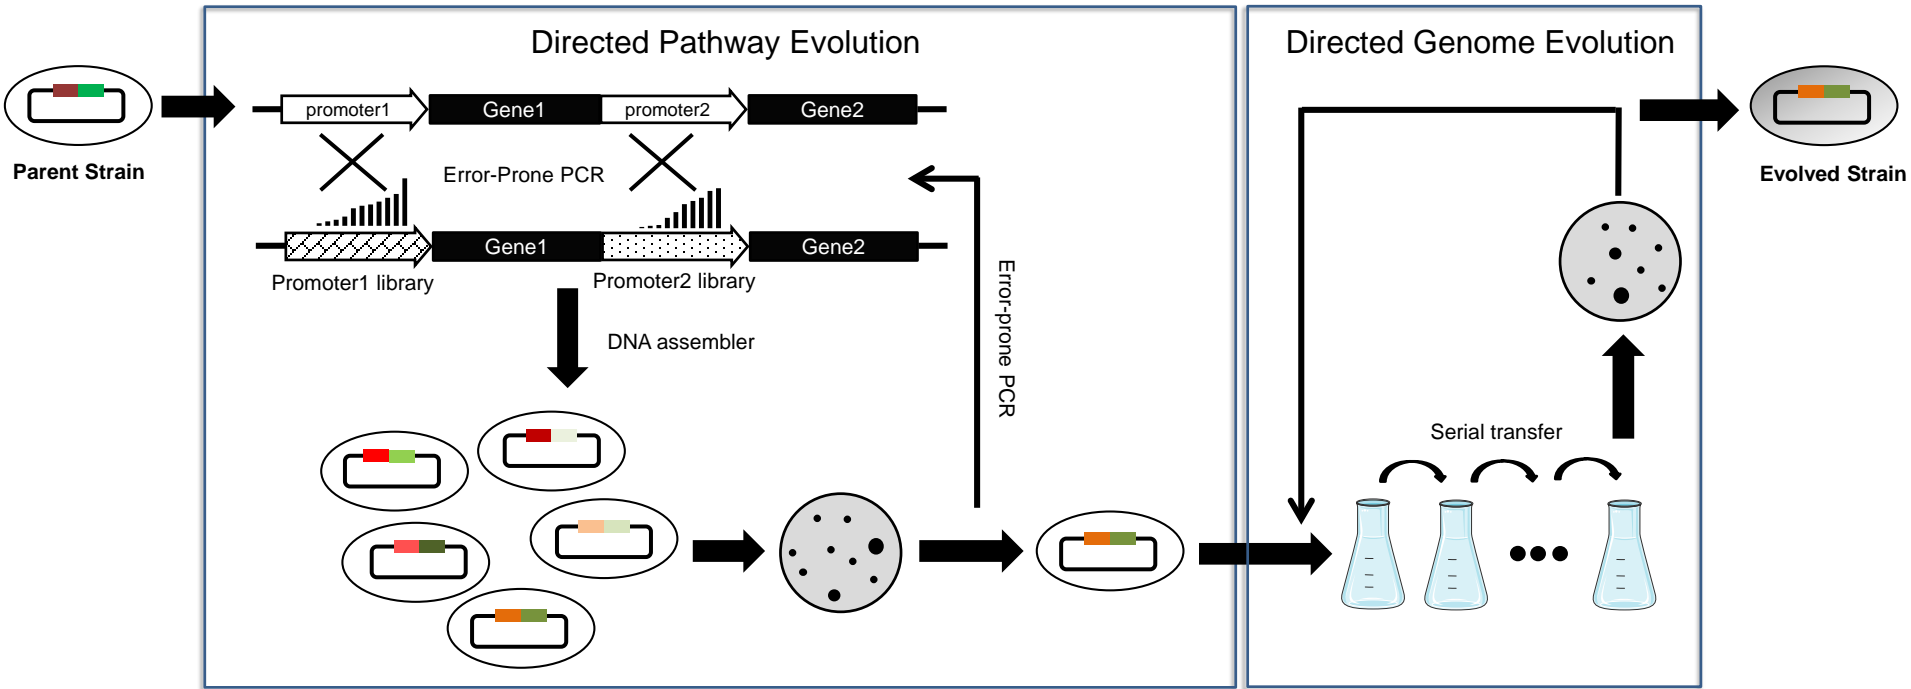 Directed Pathway Evolution
Directed Genome Evolution
promoter1
Gene1
promoter2
Gene2
Parent Strain
Error-Prone PCR
Evolved Strain
Gene1
Gene2
Promoter1 library
Promoter2 library
Error-prone PCR
DNA assembler
Serial transfer